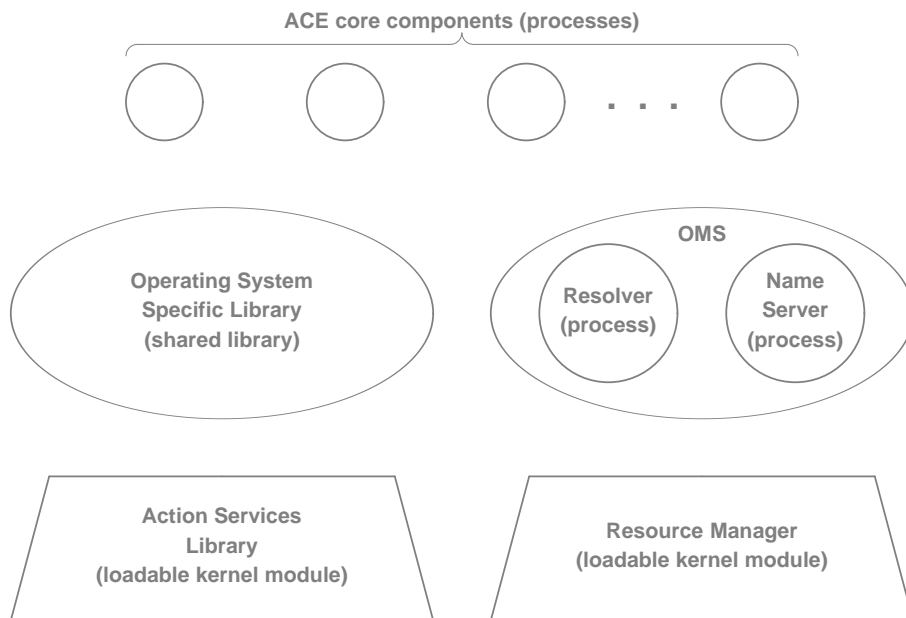 ACE core components (processes)
. . .
Operating System
Specific Library
(shared library)
OMS
Resolver
(process)
Name
Server
(process)
Action Services
Library
(loadable kernel module)
Resource Manager
(loadable kernel module)